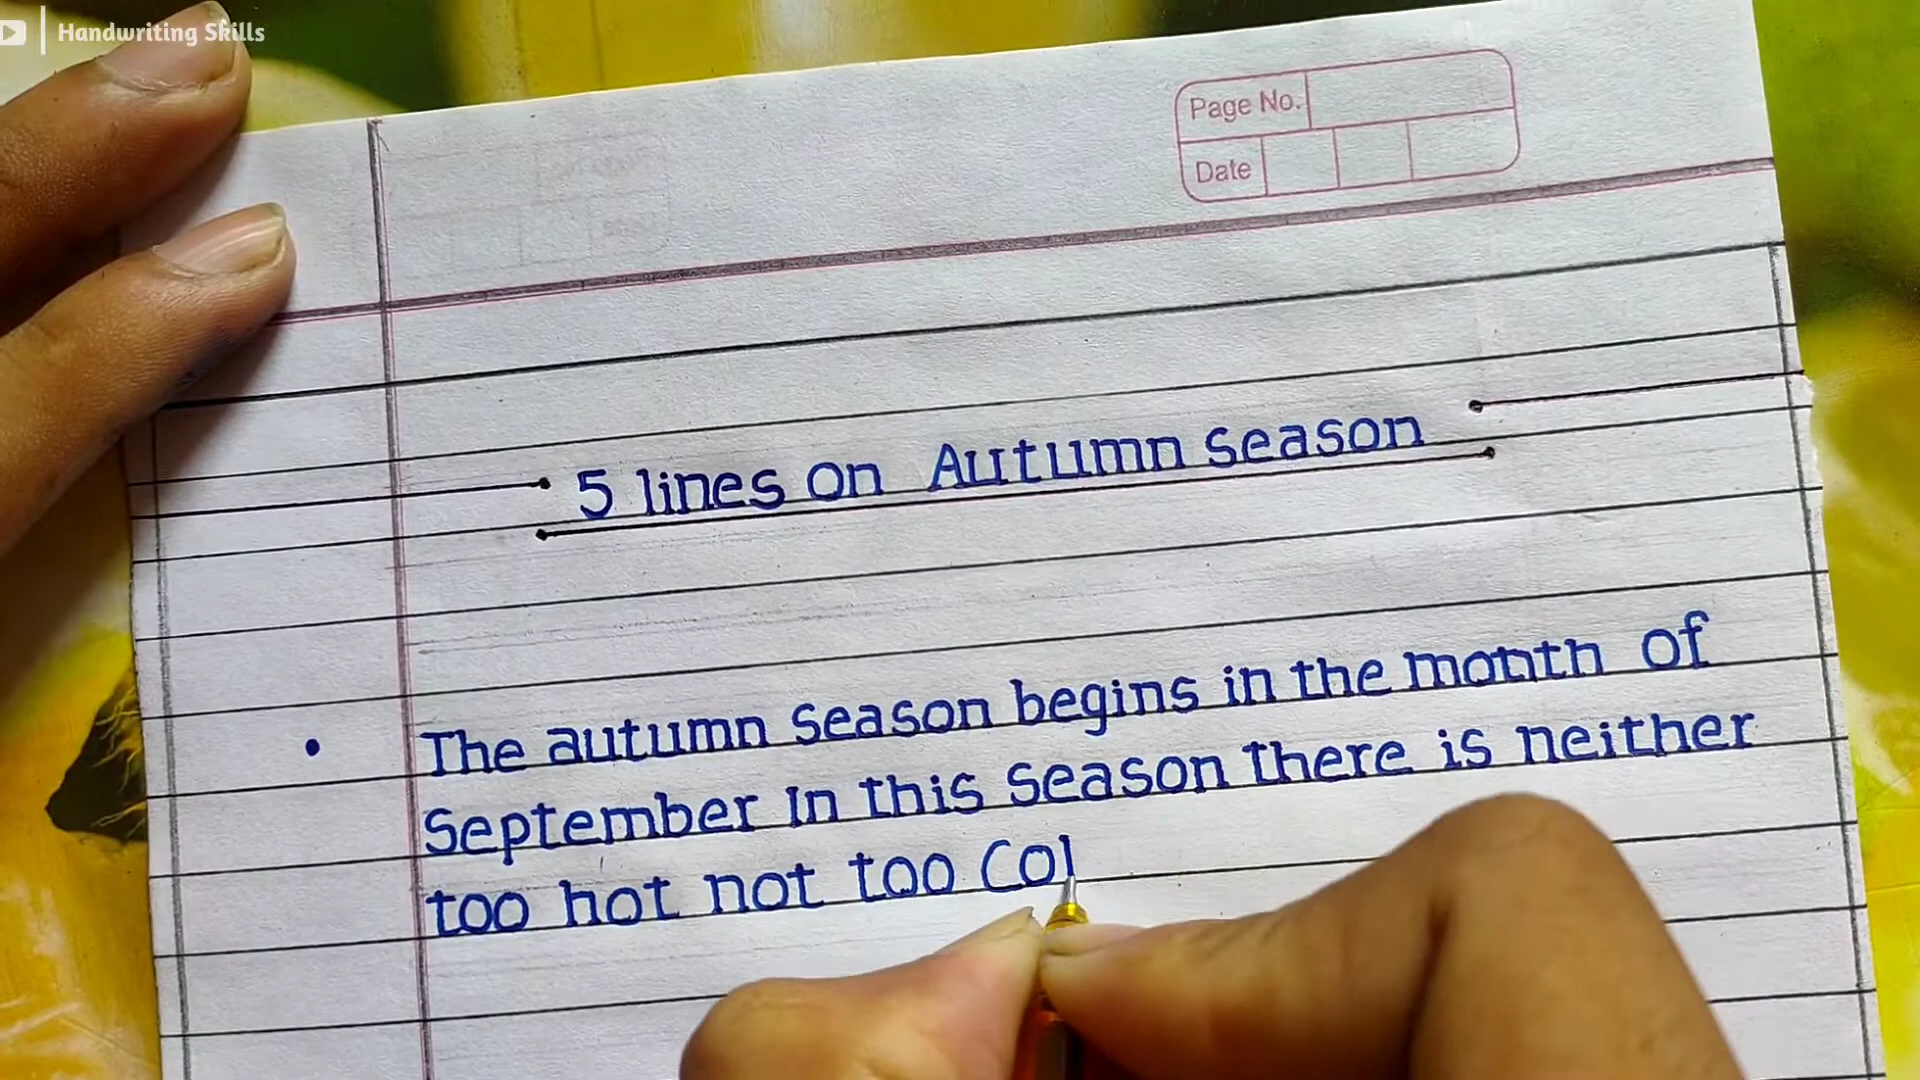 Handwriting Skills
Page No.
Date
5 lines on Autumn season
• The autumn season begins in the month of
September In this season there is neither
too hot not too Col